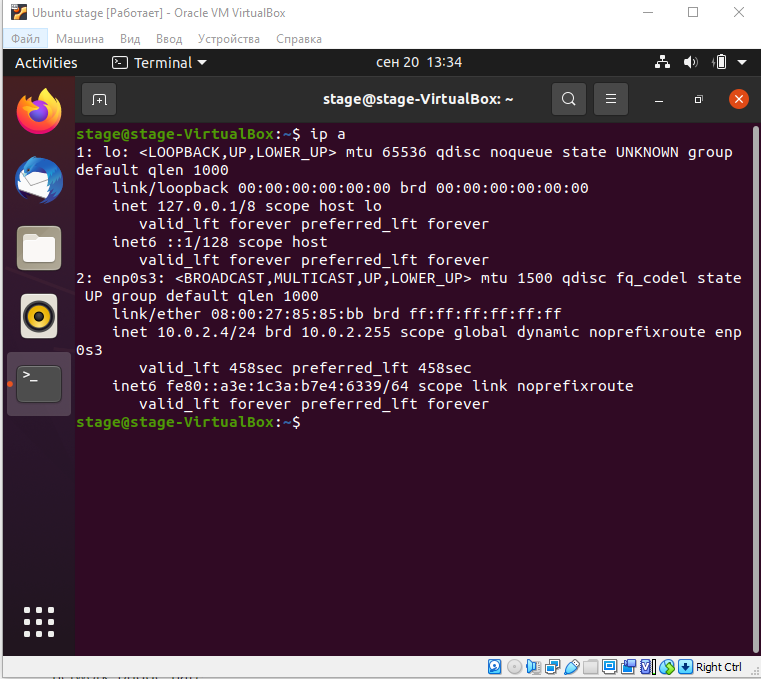 Ubuntu stage [Работает] - Oracle VM VirtualBox
Файл Машина Вид Ввод Устройства Справка
Activities Terminal сен 20 13:34
stage@stage-VirtualBox: ~
stage@stage-VirtualBox:~$ ip a
1: lo: <LOOPBACK,UP,LOWER_UP> mtu 65536 qdisc noqueue state UNKNOWN group
default qlen 1000
link/loopback 00:00:00:00:00:00 brd 00:00:00:00:00:00
inet 127.0.0.1/8 scope host lo
valid_lft forever preferred_lft forever
inet6 ::1/128 scope host
valid_lft forever preferred_lft forever
2: enp0s3: <BROADCAST,MULTICAST,UP,LOWER_UP> mtu 1500 qdisc fq_codel state
UP group default qlen 1000
link/ether 08:00:27:85:85:bb brd ff:ff:ff:ff:ff:ff
inet 10.0.2.4/24 brd 10.0.2.255 scope global dynamic noprefixroute enp
0s3
valid_lft 458sec preferred_lft 458sec
inet6 fe80::a3e:1c3a:b7e4:6339/64 scope link noprefixroute
valid_lft forever preferred_lft forever
stage@stage-VirtualBox:~$
>_
Right Ctrl